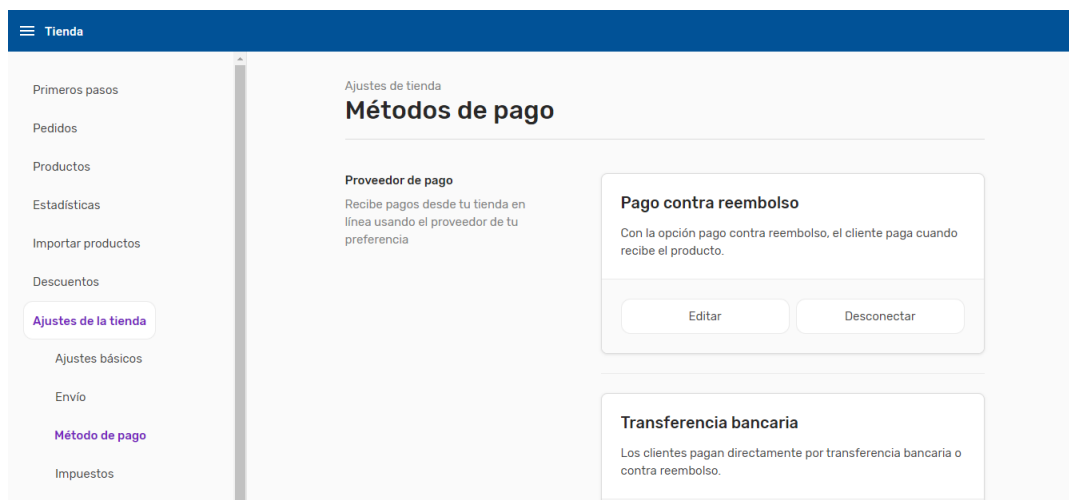 Tienda
Primeros pasos
Pedidos
Productos
Estadísticas
Importar productos
Descuentos
Ajustes de la tienda
Ajustes básicos
Envío
Método de pago
Impuestos
Ajustes de tienda
Métodos de pago
Proveedor de pago
Recibe pagos desde tu tienda en
línea usando el proveedor de tu
preferencia
Pago contra reembolso
Con la opción pago contra reembolso, el cliente paga cuando
recibe el producto.
Editar
Desconectar
Transferencia bancaria
Los clientes pagan directamente por transferencia bancaria o
contra reembolso.